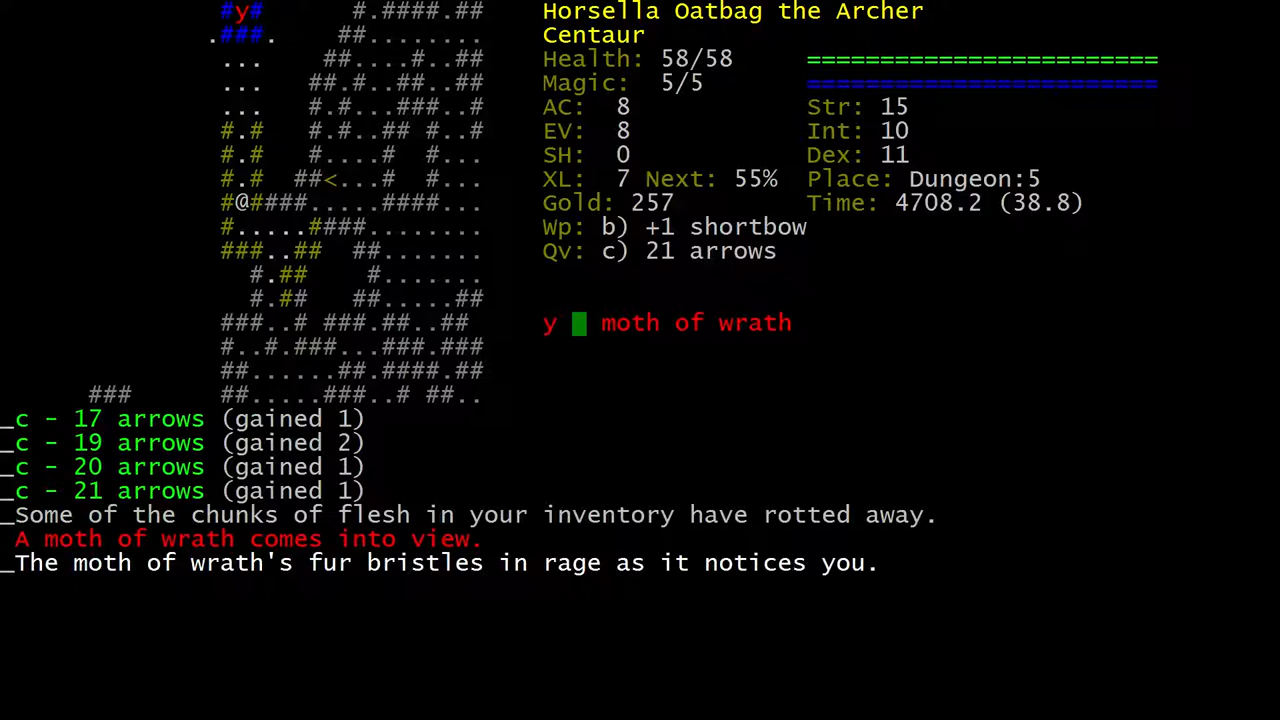 Horsella Oatbag the Archer
Centaur
Health: 58/58 ========================
Magic: 5/5 ========================
AC: 8 Str: 15
EV: 8 Int: 10
SH: 0 Dex: 11
XL: 7 Next: 55% Place: Dungeon:5
Gold: 257 Time: 4708.2 (38.8)
Wp: b) +1 shortbow
Qv: c) 21 arrows
y moth of wrath
#y# #.####.##
.###. ##........
... ##....#..##
... ##.#..##..##
... #.#..###..#
#.# #.#..## #..#
#.# #.... # #...
#.# ##<...# #...
#@####.....####...
#.....####........
###..## ##.......
#.## #.......
#.## ##.....##
###..# ###.##..##
#..#.###...###.###
##......##.####.##
### ##.....###..# ##..
_c - 17 arrows (gained 1)
_c - 19 arrows (gained 2)
_c - 20 arrows (gained 1)
_c - 21 arrows (gained 1)
_Some of the chunks of flesh in your inventory have rotted away.
A moth of wrath comes into view.
_The moth of wrath's fur bristles in rage as it notices you.